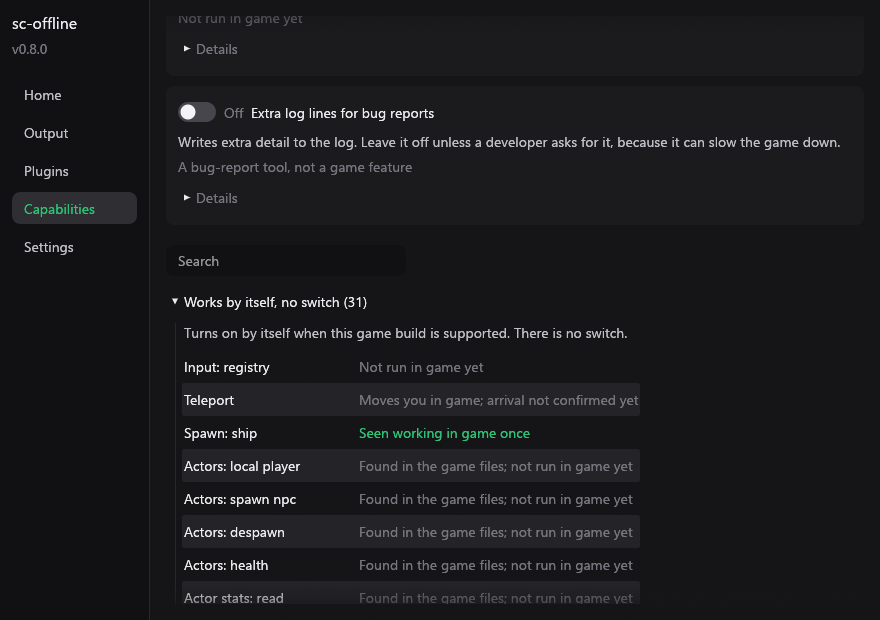 sc-offline
v0.8.0
Home
Output
Plugins
Capabilities
Settings
Not run in game yet
Details
Off Extra log lines for bug reports
Writes extra detail to the log. Leave it off unless a developer asks for it, because it can slow the game down.
A bug-report tool, not a game feature
Details
Search
Works by itself, no switch (31)
Turns on by itself when this game build is supported. There is no switch.
Input: registry Not run in game yet
Teleport Moves you in game; arrival not confirmed yet
Spawn: ship Seen working in game once
Actors: local player Found in the game files; not run in game yet
Actors: spawn npc Found in the game files; not run in game yet
Actors: despawn Found in the game files; not run in game yet
Actors: health Found in the game files; not run in game yet
Actor stats: read Found in the game files; not run in game yet